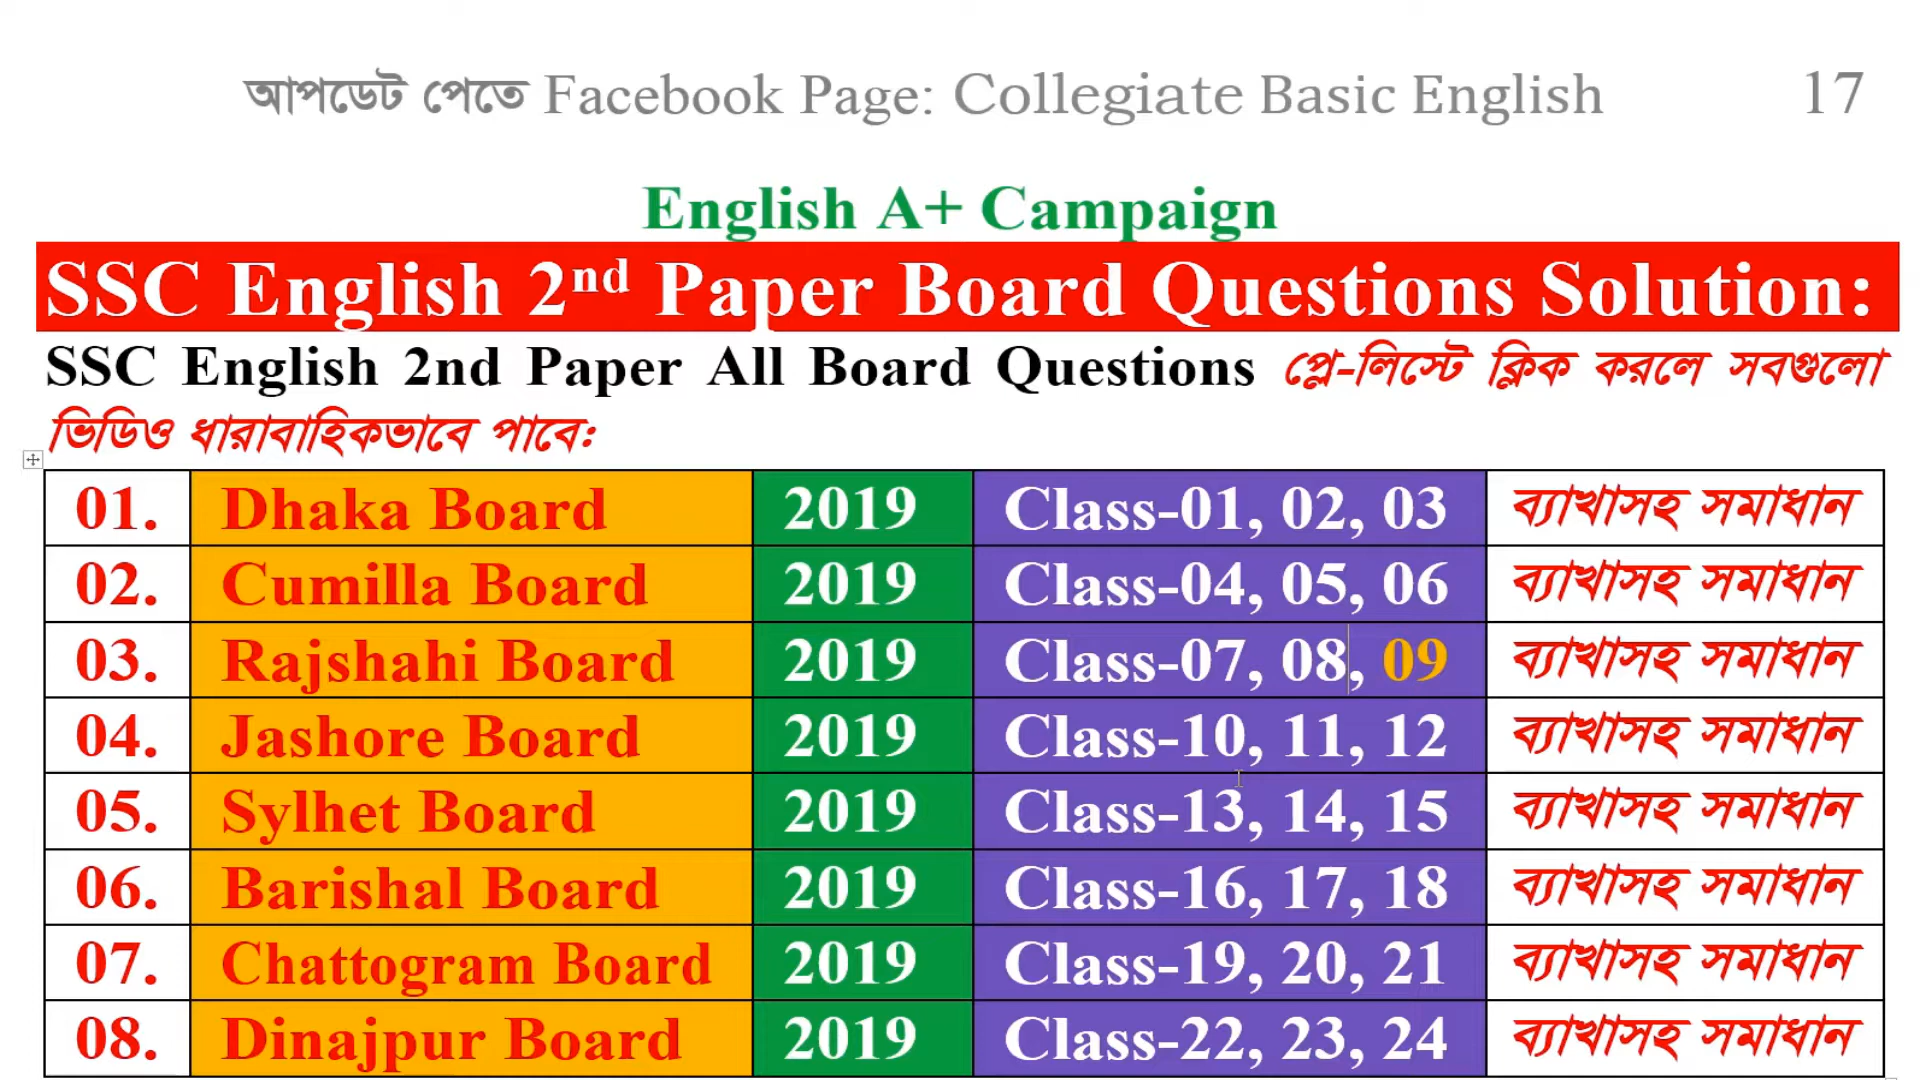 আপডেট পেতে Facebook Page: Collegiate Basic English 17
English A+ Campaign
SSC English 2nd Paper Board Questions Solution:
SSC English 2nd Paper All Board Questions প্লে-লিস্টে ক্লিক করলে সবগুলো
ভিডিও ধারাবাহিকভাবে পাবে:
01. Dhaka Board 2019 Class-01, 02, 03 ব্যাখাসহ সমাধান
02. Cumilla Board 2019 Class-04, 05, 06 ব্যাখাসহ সমাধান
03. Rajshahi Board 2019 Class-07, 08, 09 ব্যাখাসহ সমাধান
04. Jashore Board 2019 Class-10, 11, 12 ব্যাখাসহ সমাধান
05. Sylhet Board 2019 Class-13, 14, 15 ব্যাখাসহ সমাধান
06. Barishal Board 2019 Class-16, 17, 18 ব্যাখাসহ সমাধান
07. Chattogram Board 2019 Class-19, 20, 21 ব্যাখাসহ সমাধান
08. Dinajpur Board 2019 Class-22, 23, 24 ব্যাখাসহ সমাধান